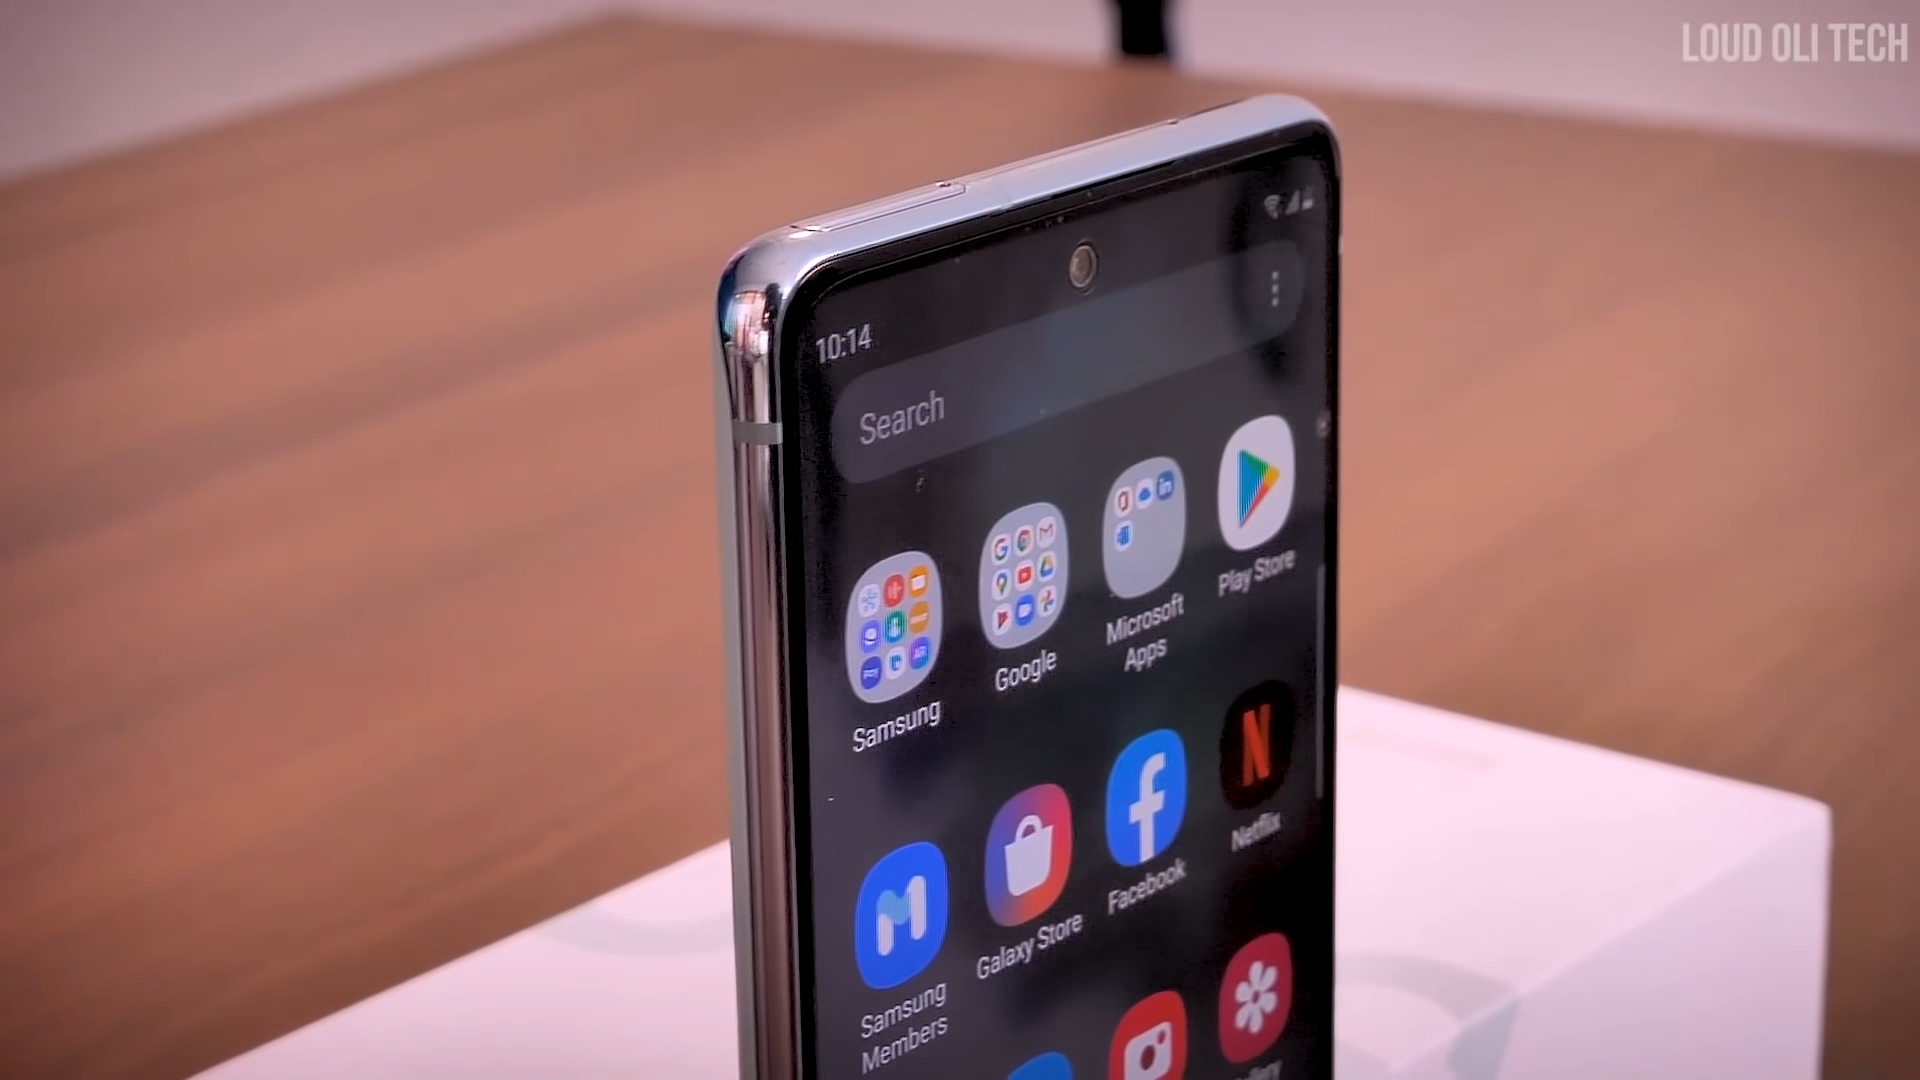 LOUD OLI TECH
10:14
Search
Samsung
Google
Microsoft
Apps
Play Store
Samsung
Members
Galaxy Store
Facebook
Netflix